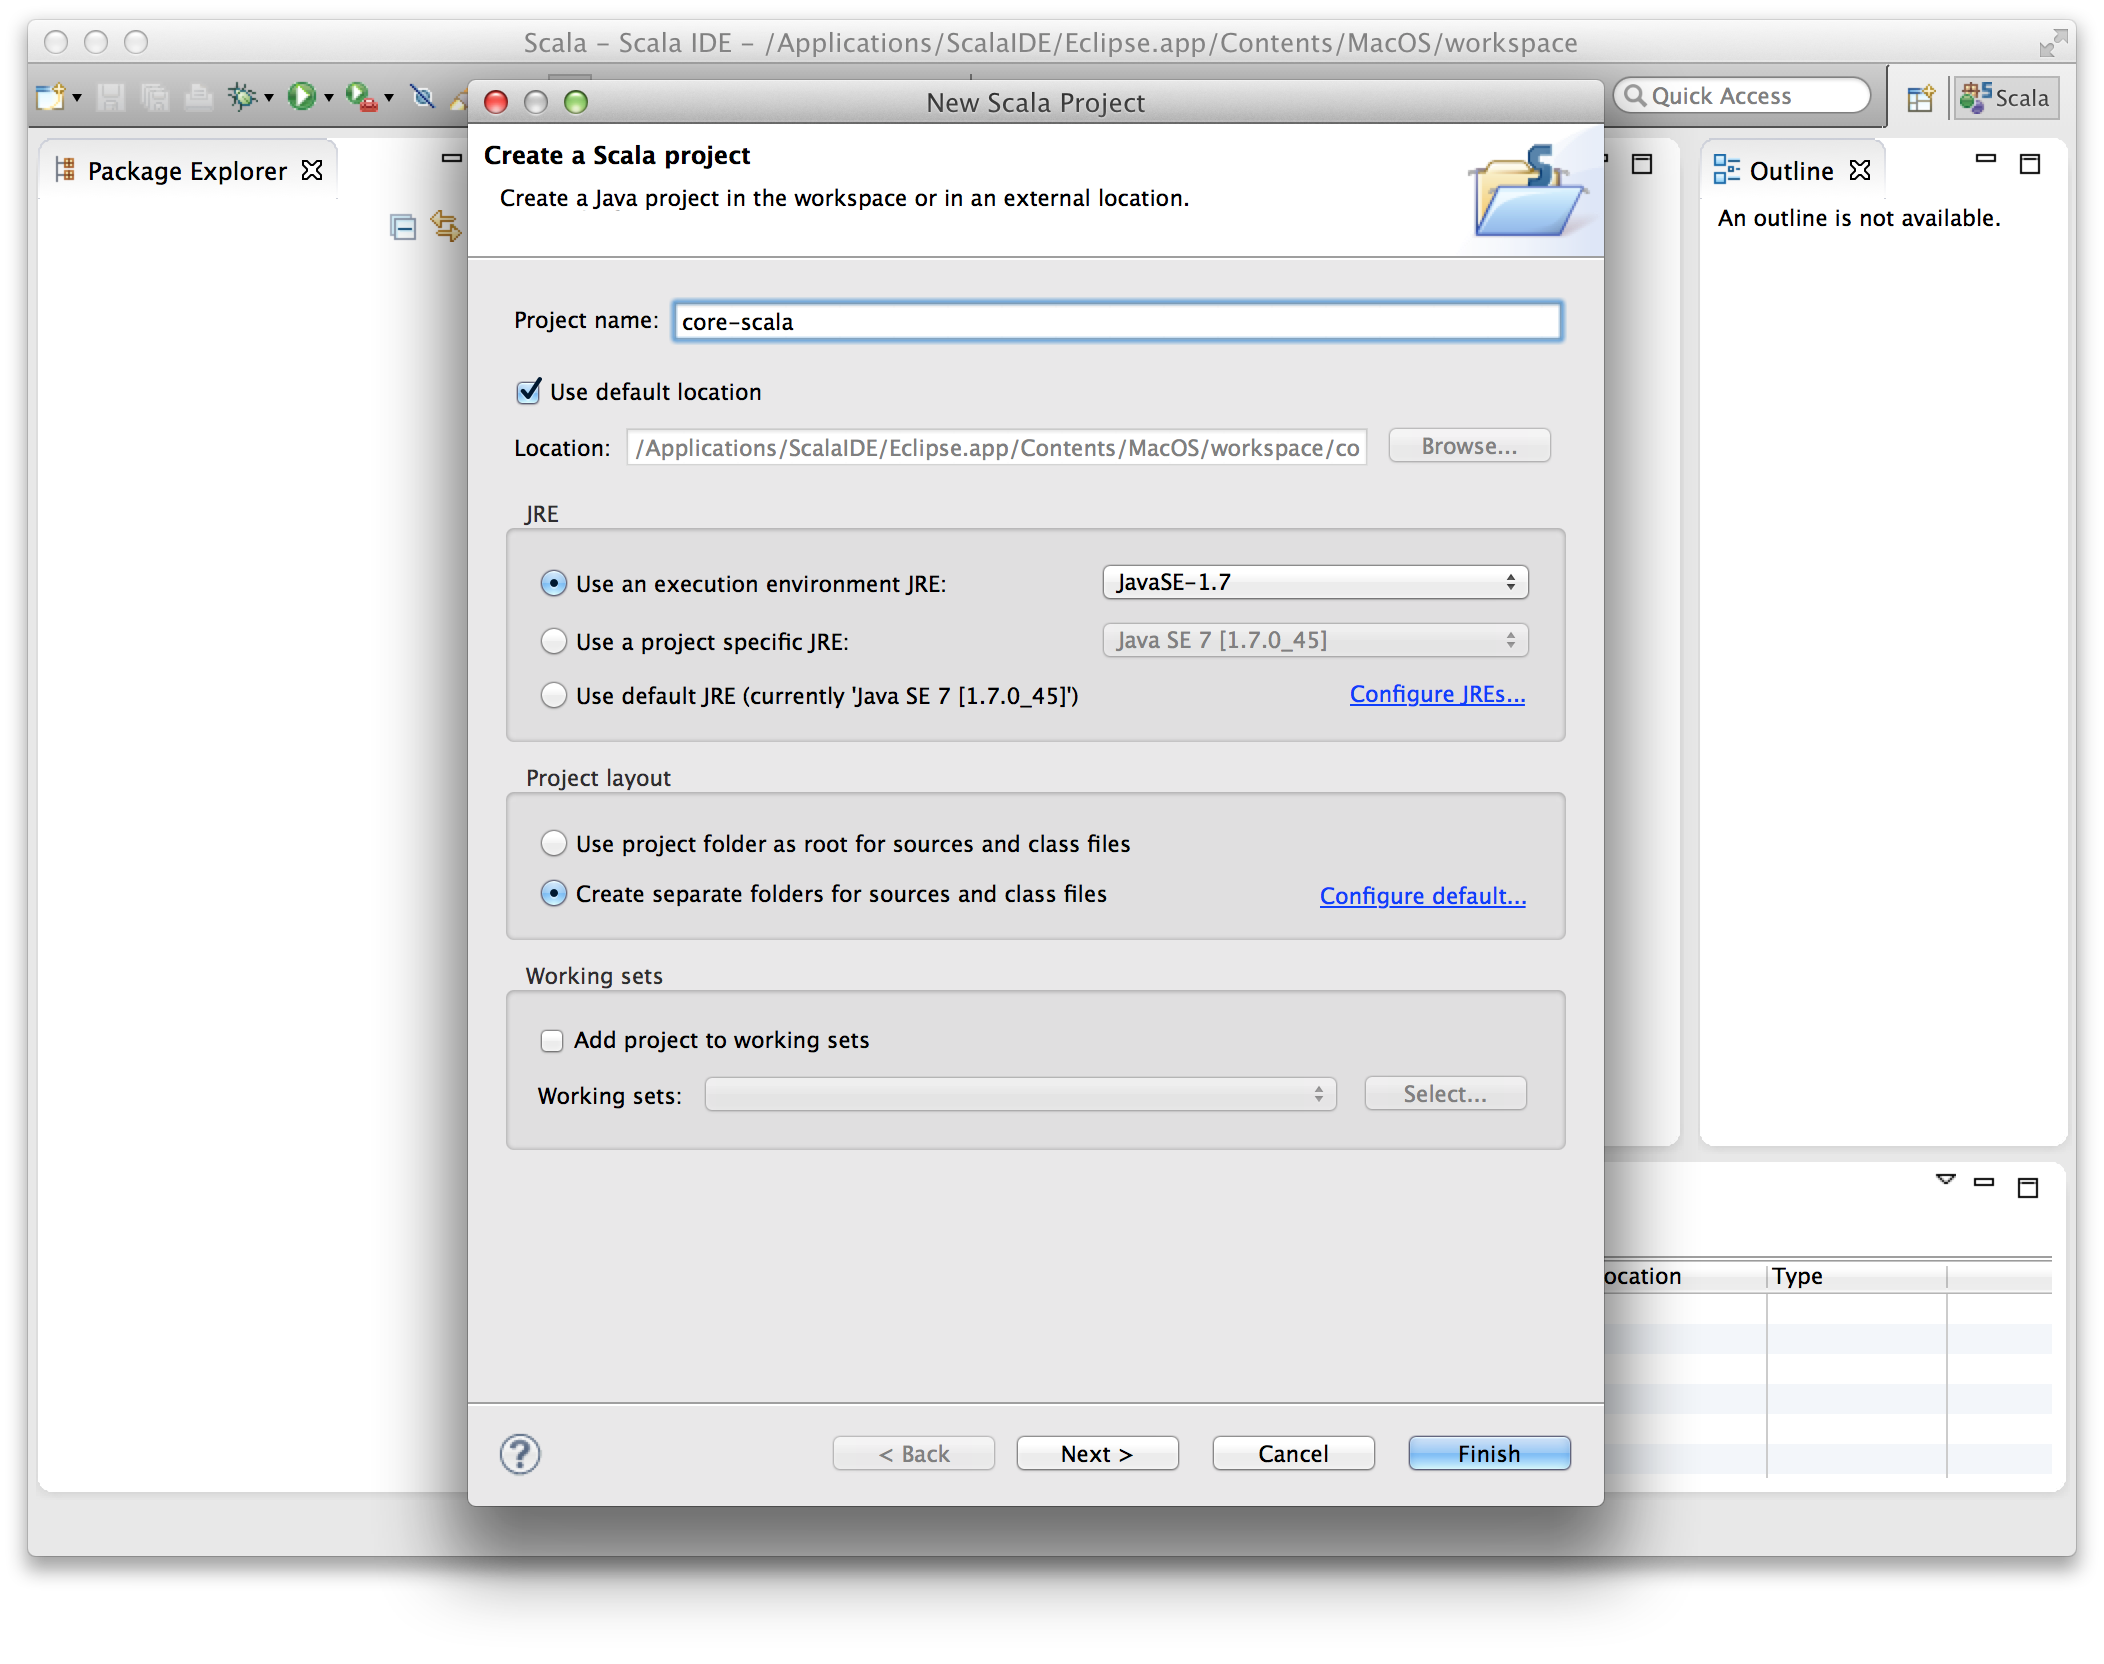 Scala – Scala IDE – /Applications/ScalaIDE/Eclipse.app/Contents/MacOS/workspace
Quick Access
Scala
New Scala Project
Package Explorer
Outline
An outline is not available.
Create a Scala project
Create a Java project in the workspace or in an external location.
Project name: core-scala
Use default location
Location: /Applications/ScalaIDE/Eclipse.app/Contents/MacOS/workspace/co
Browse...
JRE
Use an execution environment JRE: JavaSE-1.7
Use a project specific JRE: Java SE 7 [1.7.0_45]
Use default JRE (currently 'Java SE 7 [1.7.0_45]') Configure JREs...
Project layout
Use project folder as root for sources and class files
Create separate folders for sources and class files Configure default...
Working sets
Add project to working sets
Working sets: Select...
ocation Type
? < Back Next > Cancel Finish